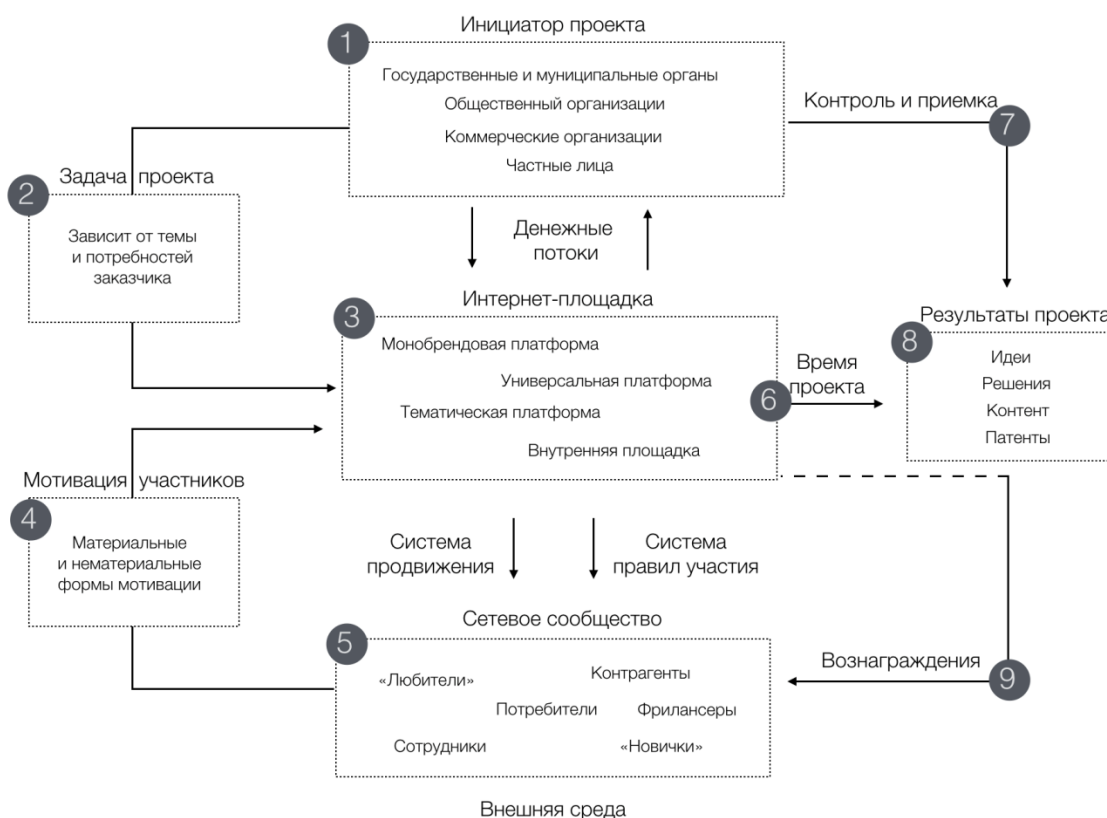 Инициатор проекта
1
Государственные и муниципальные органы
Общественный организации
Коммерческие организации
Частные лица
Контроль и приемка
7
Задача проекта
2
Зависит от темы
и потребностей
заказчика
Денежные
потоки
Интернет-площадка
3
Монобрендовая платформа
Универсальная платформа
Тематическая платформа
Внутренняя площадка
6
Время
проекта
Результаты проекта
8
Идеи
Решения
Контент
Патенты
Мотивация участников
4
Материальные
и нематериальные
формы мотивации
Система
продвижения
Система
правил участия
Сетевое сообщество
5
«Любители»
Контрагенты
Потребители
Фрилансеры
Сотрудники
«Новички»
Вознаграждения
9
Внешняя среда